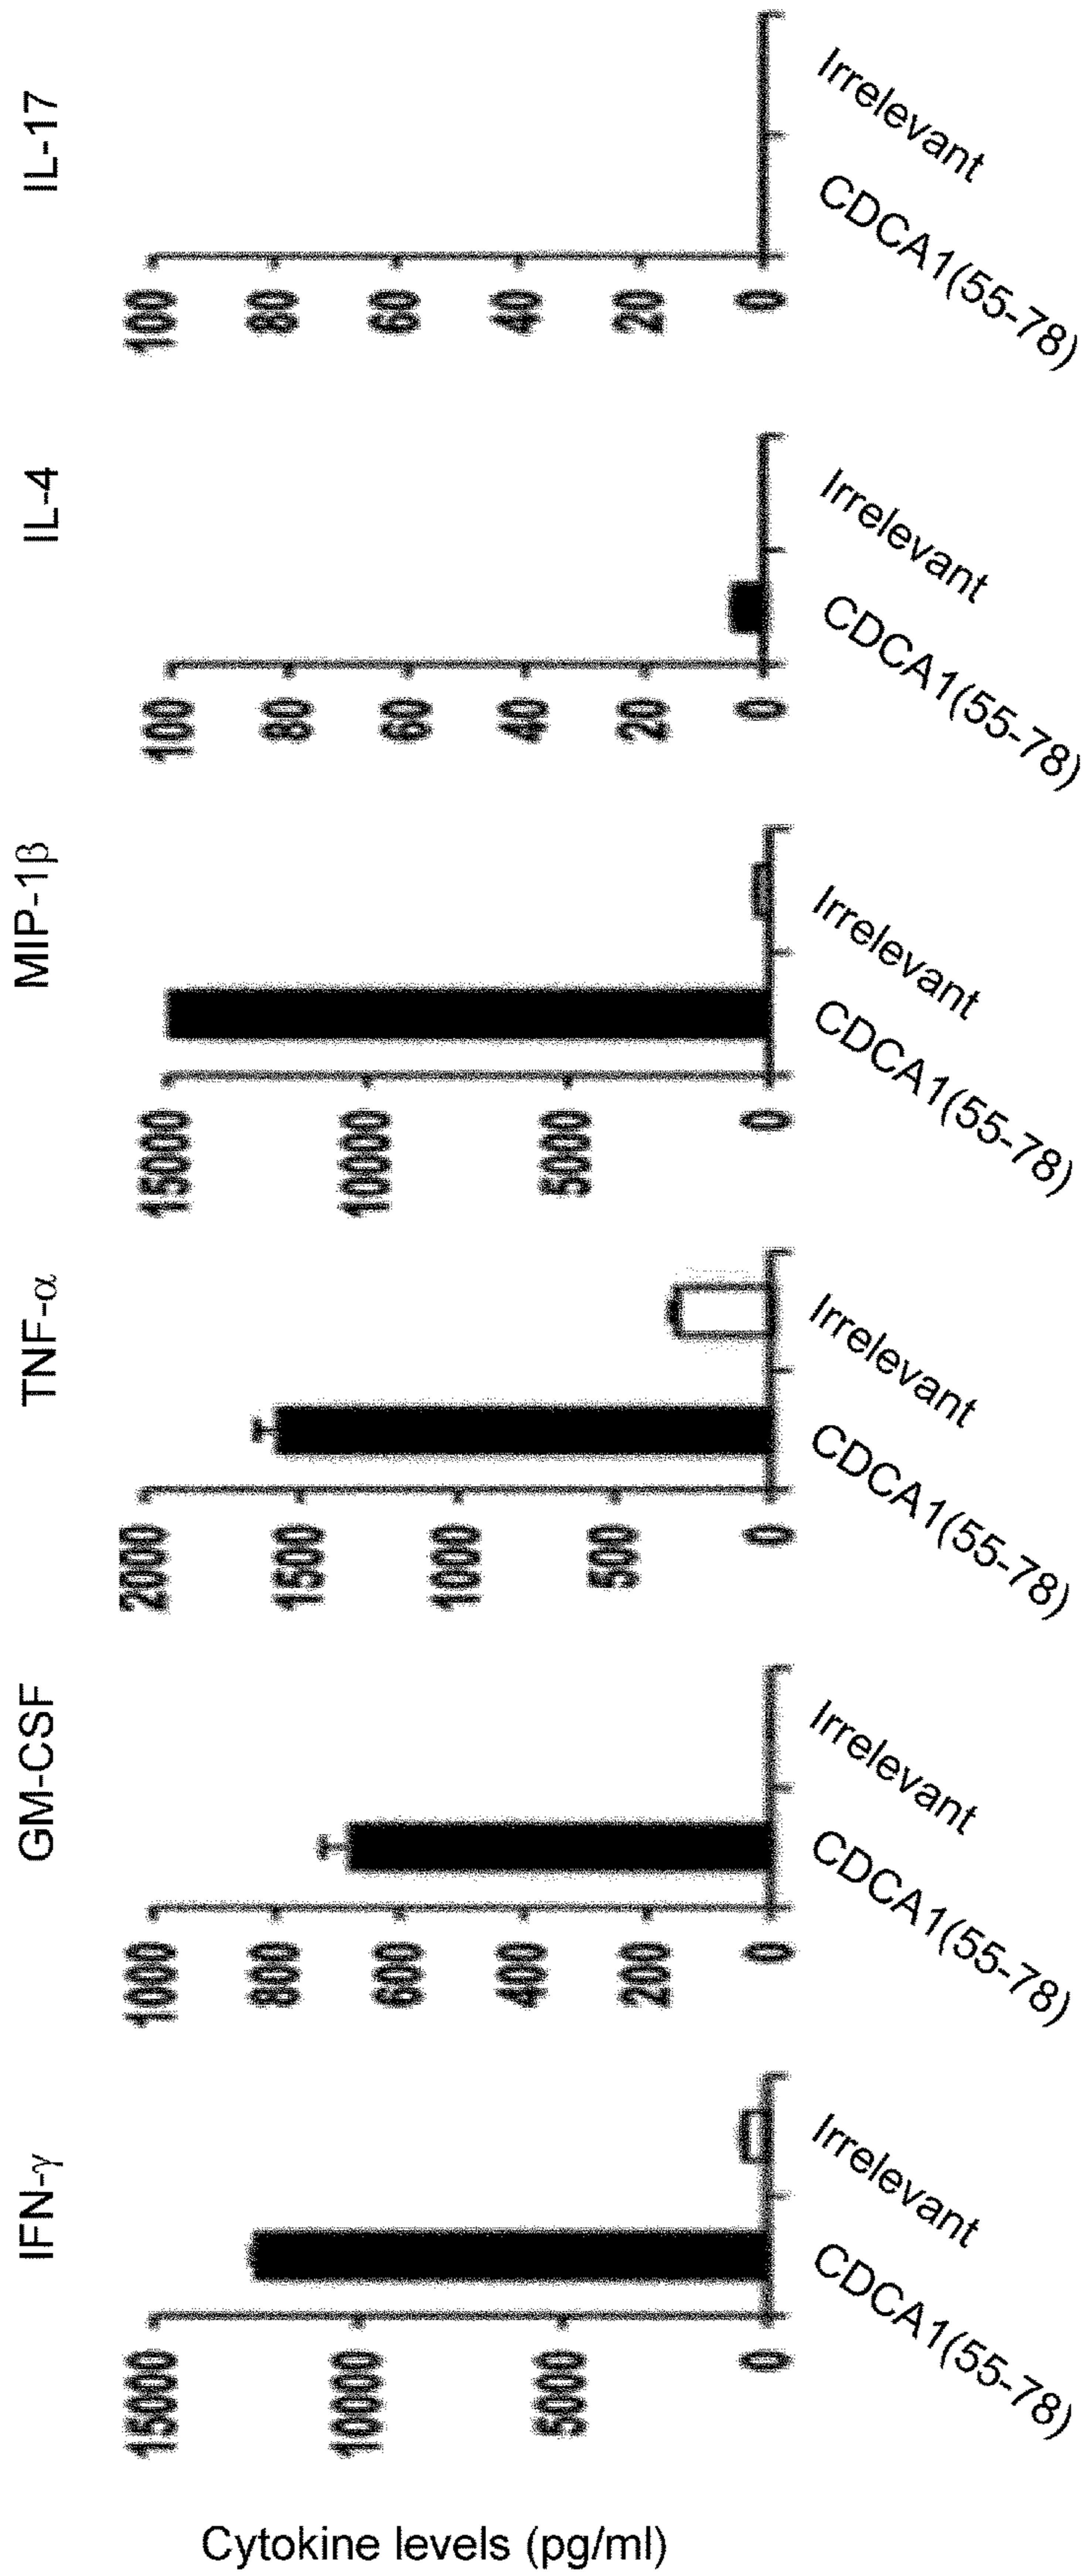 Cytokine levels (pg/ml)
IFN-γ
15000
10000
5000
0
CDCA1(55-78)
Irrelevant
GM-CSF
1000
800
600
400
200
0
CDCA1(55-78)
Irrelevant
TNF-α
2000
1500
1000
500
0
CDCA1(55-78)
Irrelevant
MIP-1β
15000
10000
5000
0
CDCA1(55-78)
Irrelevant
IL-4
100
80
60
40
20
0
CDCA1(55-78)
Irrelevant
IL-17
100
80
60
40
20
0
CDCA1(55-78)
Irrelevant